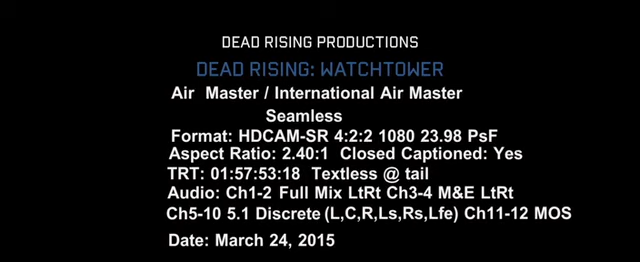 DEAD RISING PRODUCTIONS
DEAD RISING: WATCHTOWER
Air Master / International Air Master
Seamless
Format: HDCAM-SR 4:2:2 1080 23.98 PsF
Aspect Ratio: 2.40:1 Closed Captioned: Yes
TRT: 01:57:53:18 Textless @ tail
Audio: Ch1-2 Full Mix LtRt Ch3-4 M&E LtRt
Ch5-10 5.1 Discrete (L,C,R,Ls,Rs,Lfe) Ch11-12 MOS
Date: March 24, 2015